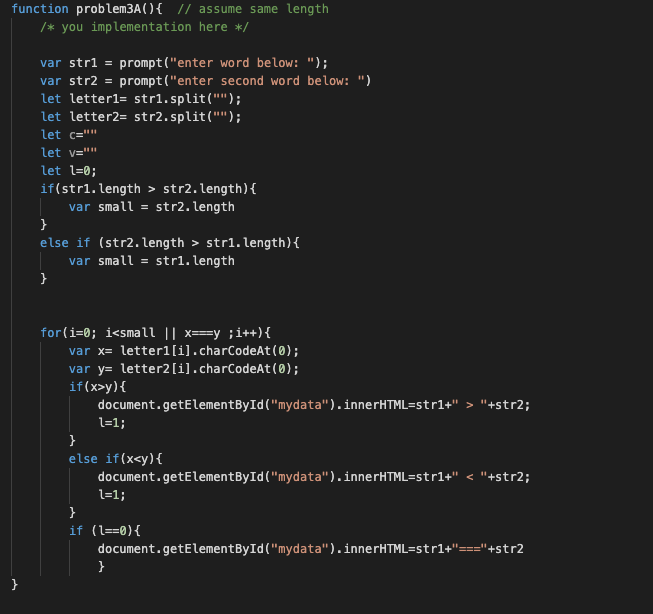 function problem3A(){  // assume same length
    /* you implementation here */

    var str1 = prompt("enter word below: ");
    var str2 = prompt("enter second word below: ")
    let letter1= str1.split("");
    let letter2= str2.split("");
    let c=""
    let v=""
    let l=0;
    if(str1.length > str2.length){
        var small = str2.length
    }
    else if (str2.length > str1.length){
        var small = str1.length
    }


    for(i=0; i<small || x===y ;i++){
        var x= letter1[i].charCodeAt(0);
        var y= letter2[i].charCodeAt(0);
        if(x>y){
            document.getElementById("mydata").innerHTML=str1+" > "+str2;
            l=1;
        }
        else if(x<y){
            document.getElementById("mydata").innerHTML=str1+" < "+str2;
            l=1;
        }
        if (l==0){
            document.getElementById("mydata").innerHTML=str1+"==="+str2
            }
}